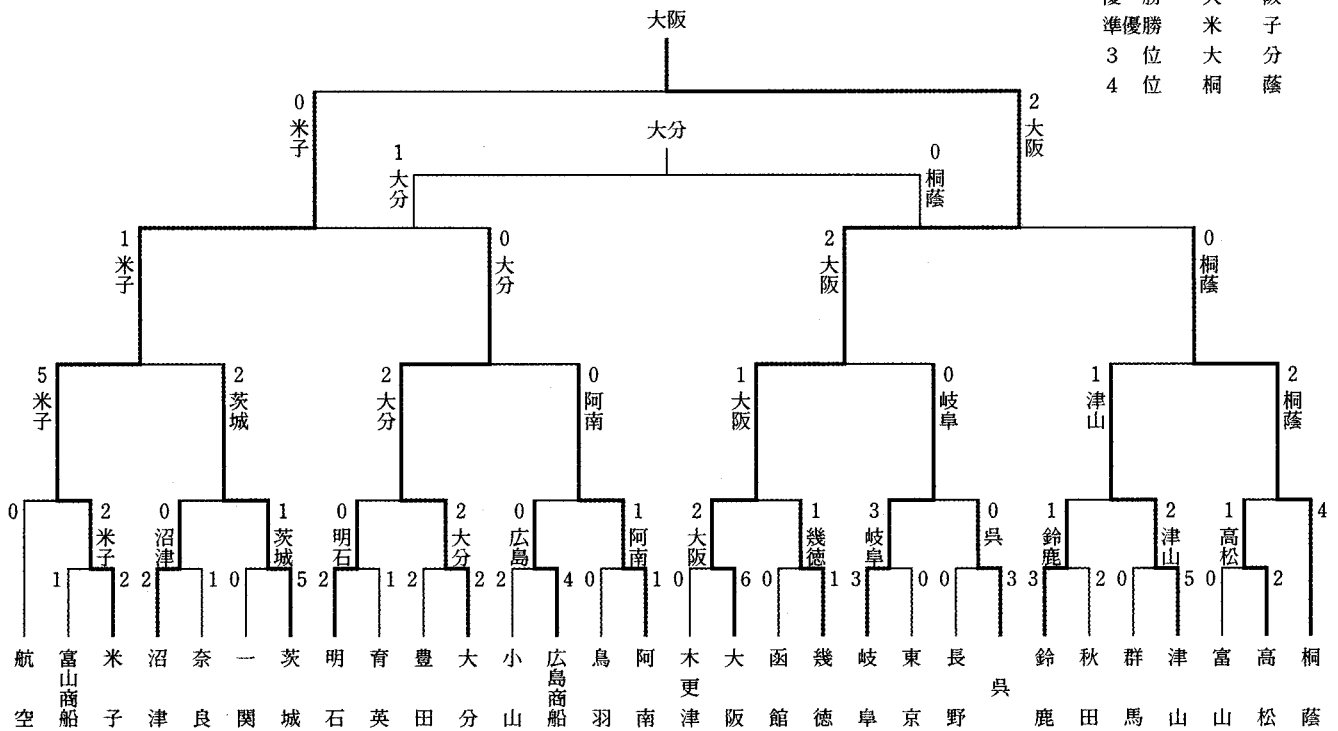 優勝 大阪
大阪
準優勝 米子
3位 大分
4位 桐蔭
0 2
米子 大阪
大分
1 0
大分 桐蔭
1 0 2 0
米子 大分 大阪 桐蔭
5 2 2 0 1 0 1 2
米子 茨城 大分 阿南 大阪 岐阜 津山 桐蔭
0 2 0 1 0 2 0 1 2 1 3 0 1 2 1 4
米子 沼津 茨城 明石 大分 広島 阿南 大阪 幾徳 岐阜 呉 鈴鹿 津山 高松
1 2 2 1 0 5 2 1 2 2 2 4 0 1 0 6 0 1 3 0 0 3 3 2 0 5 0 2
航空 富山商船 米子 沼津 奈良 一関 茨城 明石 育英 豊田 大分 小山 広島商船 鳥羽 阿南 木更津 大阪 函館 幾徳 岐阜 東京 長野 呉 鈴鹿 秋田 群馬 津山 富山 高松 桐蔭